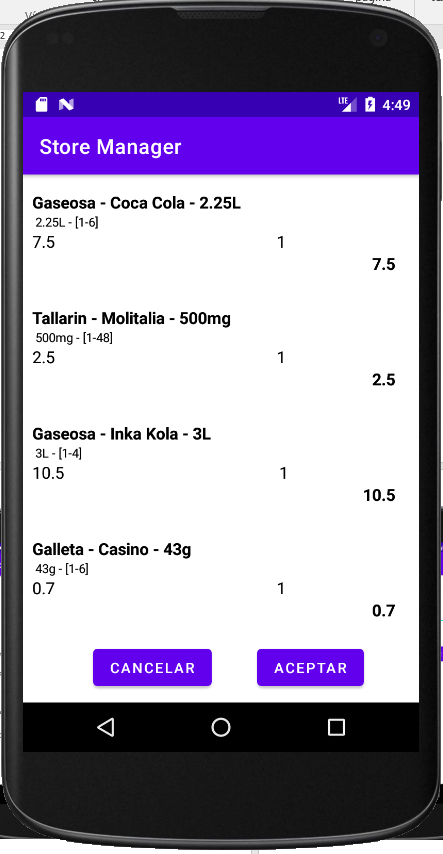 LTE 4:49
Store Manager
Gaseosa - Coca Cola - 2.25L
2.25L - [1-6]
7.5 1
7.5
Tallarin - Molitalia - 500mg
500mg - [1-48]
2.5 1
2.5
Gaseosa - Inka Kola - 3L
3L - [1-4]
10.5 1
10.5
Galleta - Casino - 43g
43g - [1-6]
0.7 1
0.7
CANCELAR ACEPTAR